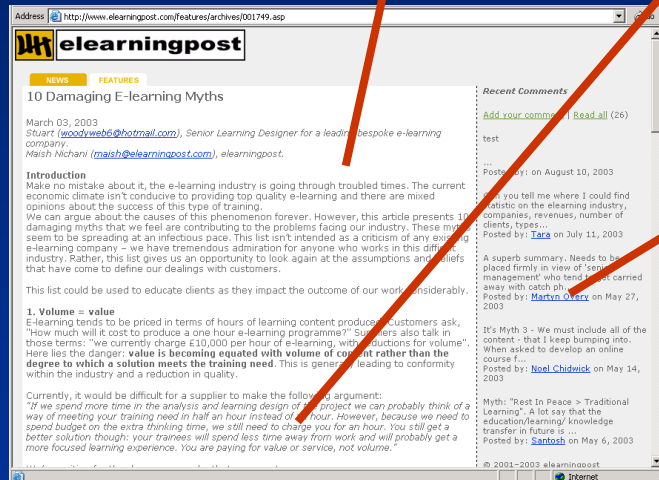 Address http://www.elearningpost.com/features/archives/001749.asp
elearningpost
NEWS FEATURES
10 Damaging E-learning Myths
March 03, 2003
Stuart (woodyweb6@hotmail.com), Senior Learning Designer for a leading bespoke e-learning
company.
Maish Nichani (maish@elearningpost.com), elearningpost.
Introduction
Make no mistake about it, the e-learning industry is going through troubled times. The current
economic climate isn't conducive to providing top quality e-learning and there are mixed
opinions about the success of this type of training.
We can argue about the causes of this phenomenon forever. However, this article presents 10
damaging myths that we feel are contributing to the problems facing our industry. These myths
seem to be spreading at an infectious pace. This list isn't intended as a criticism of any existing
e-learning company – we have tremendous admiration for anyone who works in this difficult
industry. Rather, this list gives us an opportunity to look again at the assumptions and beliefs
that have come to define our dealings with customers.
This list could be used to educate clients as they impact the outcome of our work considerably.
1. Volume = value
E-learning tends to be priced in terms of hours of learning content produced. Customers ask,
"How much will it cost to produce a one hour e-learning programme?" Suppliers also talk in
those terms: "we currently charge £10,000 per hour of e-learning, with reductions for volume".
Here lies the danger: value is becoming equated with volume of content rather than the
degree to which a solution meets the training need. This is generally leading to conformity
within the industry and a reduction in quality.
Currently, it would be difficult for a supplier to make the following argument:
"If we spend more time in the analysis and learning design of the project we can probably think of a
way of meeting your training need in half an hour instead of an hour. However, because we need to
spend budget on the extra thinking time, we still need to charge you for an hour. You still get a
better solution though: your trainees will spend less time away from work and will probably get a
more focused learning experience. You are paying for value or service, not volume."
Recent Comments
Add your comment | Read all (26)
test
...
Posted by: on August 10, 2003
Can you tell me where I could find
statistic on the elearning industry,
companies, revenues, number of
clients, types...
Posted by: Tara on July 11, 2003
A superb summary. Needs to be
placed firmly in view of 'senior
management' who tend to get carried
away with catch ph...
Posted by: Martyn Overy on May 27,
2003
It's Myth 3 - We must include all of the
content - that I keep bumping into.
When asked to develop an online
course f...
Posted by: Noel Chidwick on May 14,
2003
Myth: "Rest In Peace > Traditional
Learning". A lot say that the
education/learning/ knowledge
transfer in future is ...
Posted by: Santosh on May 6, 2003
© 2001-2003 elearningpost
Internet